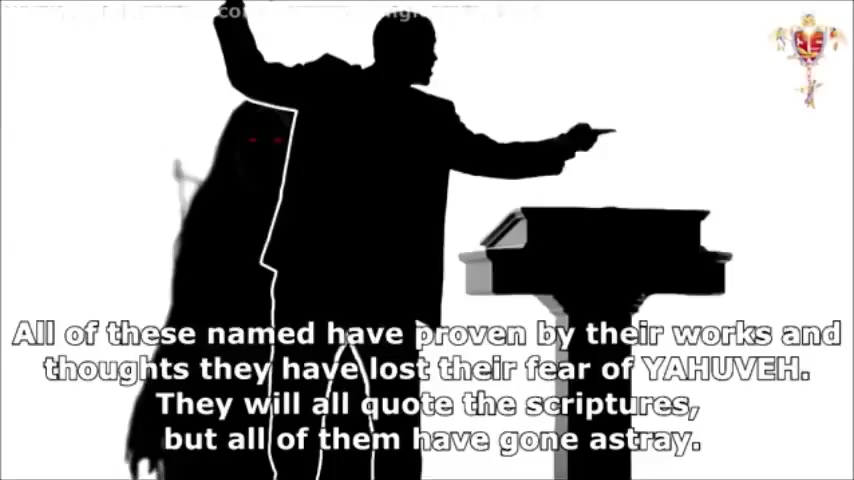 All of these named have proven by their works and
thoughts they have lost their fear of YAHUVEH.
They will all quote the scriptures,
but all of them have gone astray.